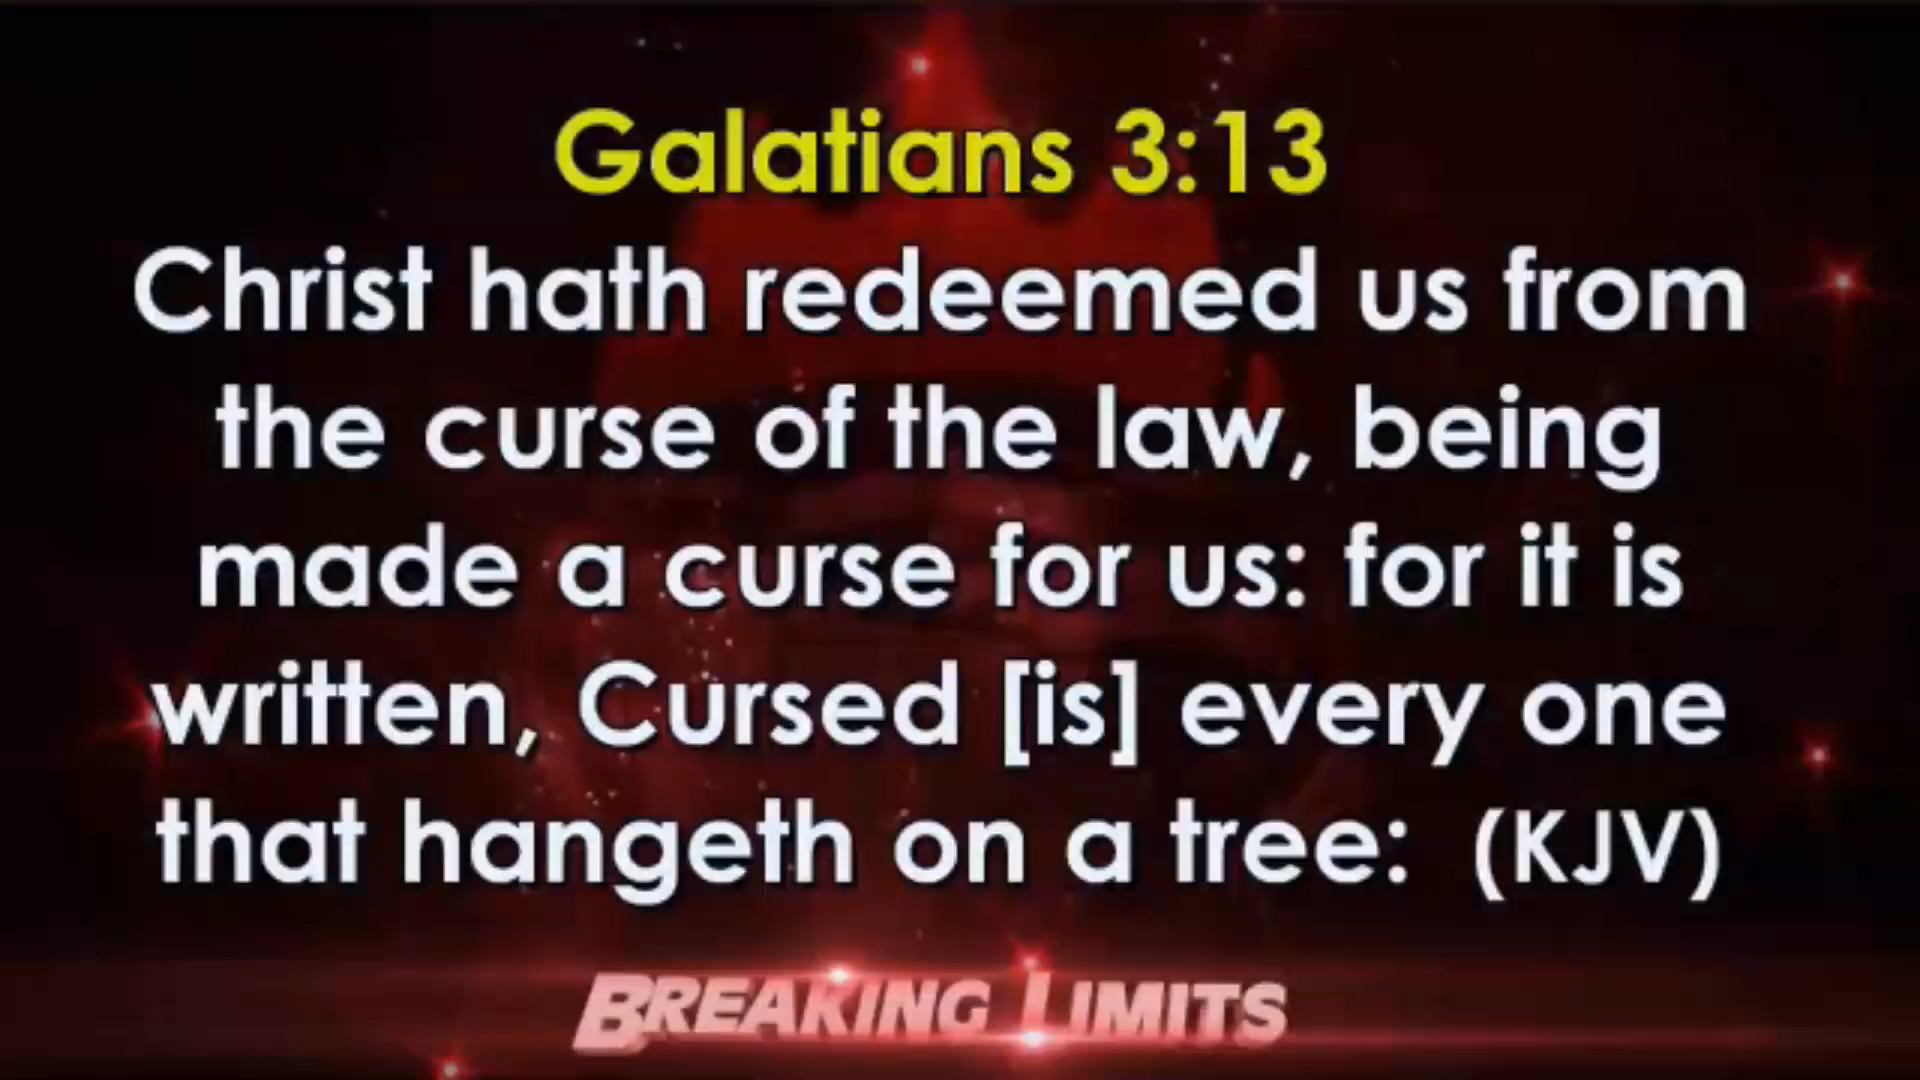 Galatians 3:13
Christ hath redeemed us from
the curse of the law, being
made a curse for us: for it is
written, Cursed [is] every one
that hangeth on a tree: (KJV)
BREAKING LIMITS